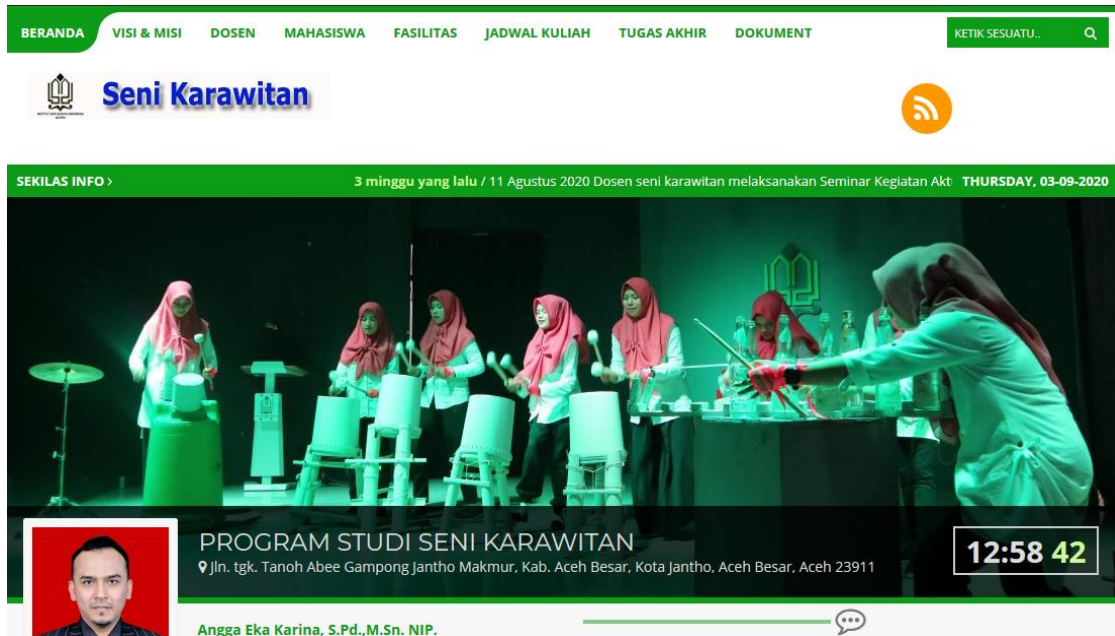 BERANDA VISI & MISI DOSEN MAHASISWA FASILITAS JADWAL KULIAH TUGAS AKHIR DOKUMENT KETIK SESUATU..
Seni Karawitan
SEKILAS INFO > 3 minggu yang lalu / 11 Agustus 2020 Dosen seni karawitan melaksanakan Seminar Kegiatan Akt THURSDAY, 03-09-2020
PROGRAM STUDI SENI KARAWITAN
Jln. tgk. Tanoh Abee Gampong Jantho Makmur, Kab. Aceh Besar, Kota Jantho, Aceh Besar, Aceh 23911
12:58 42
Angga Eka Karina, S.Pd.,M.Sn. NIP.